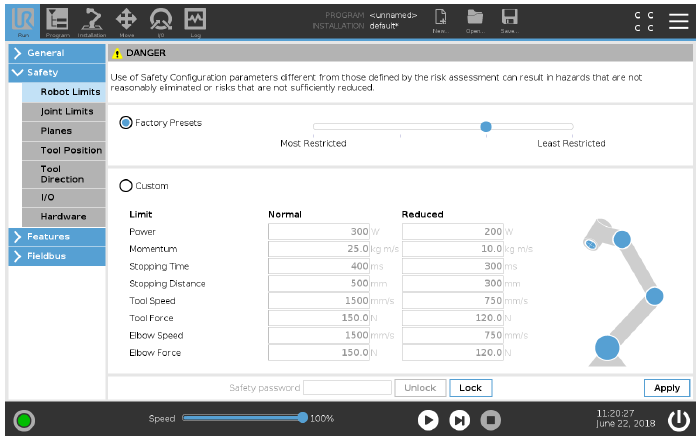 PROGRAM <unnamed>
INSTALLATION default*
C C
C C
UR
Run
Program
Installation
Move
I/O
Log
New...
Open...
Save...
General
Safety
Robot Limits
Joint Limits
Planes
Tool Position
Tool
Direction
I/O
Hardware
Features
Fieldbus
DANGER
Use of Safety Configuration parameters different from those defined by the risk assessment can result in hazards that are not
reasonably eliminated or risks that are not sufficiently reduced.
Factory Presets
Most Restricted Least Restricted
Custom
Limit Normal Reduced
Power 300 W 200 W
Momentum 25.0 kg m/s 10.0 kg m/s
Stopping Time 400 ms 300 ms
Stopping Distance 500 mm 300 mm
Tool Speed 1500 mm/s 750 mm/s
Tool Force 150.0 N 120.0 N
Elbow Speed 1500 mm/s 750 mm/s
Elbow Force 150.0 N 120.0 N
Safety password Unlock Lock Apply
Speed 100%
11:20:27
June 22, 2018